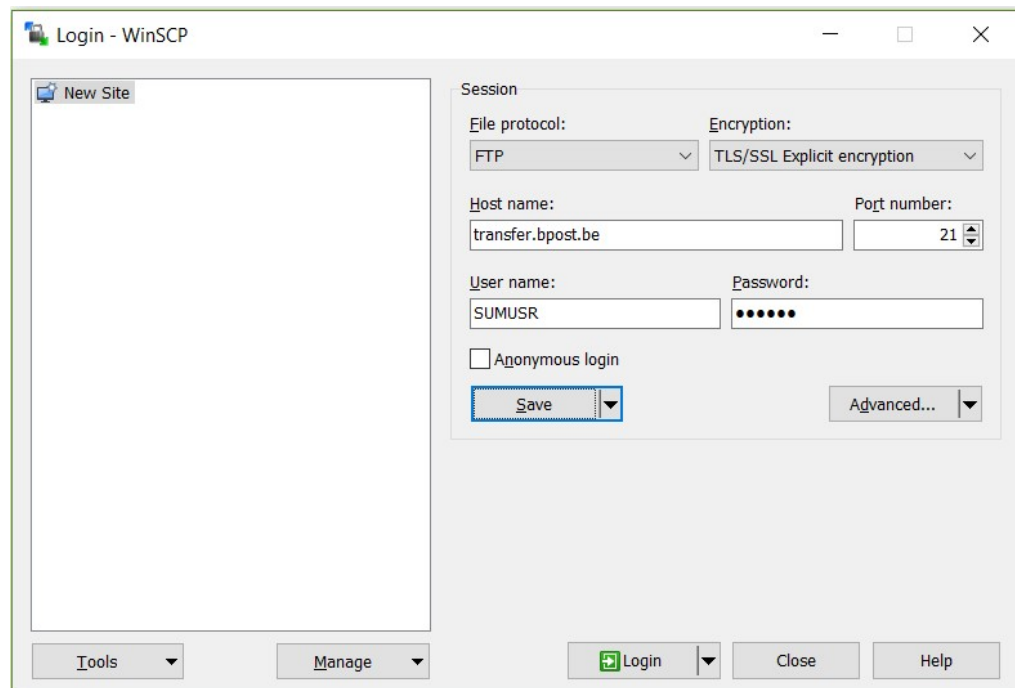 Login - WinSCP
New Site
Session
File protocol:
Encryption:
FTP
TLS/SSL Explicit encryption
Host name:
Port number:
transfer.bpost.be
21
User name:
Password:
SUMUSR
••••••
Anonymous login
Save
Advanced...
Tools
Manage
Login
Close
Help